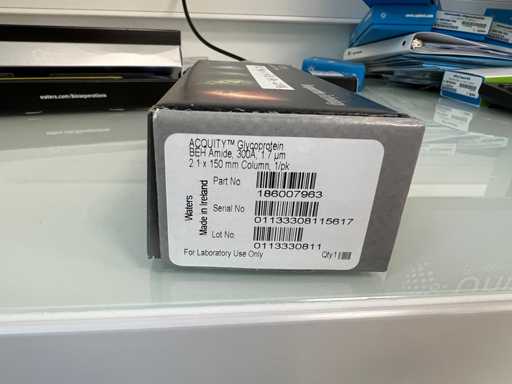 waters.com/bioseparations
ACQUITY™ Glycoprotein
BEH Amide, 300A, 1.7 µm
2.1 x 150 mm Column, 1/pk
Part No.
186007963
Serial No.
01133308115617
Lot No.
0113330811
Waters
Made in Ireland
For Laboratory Use Only
Qty 1